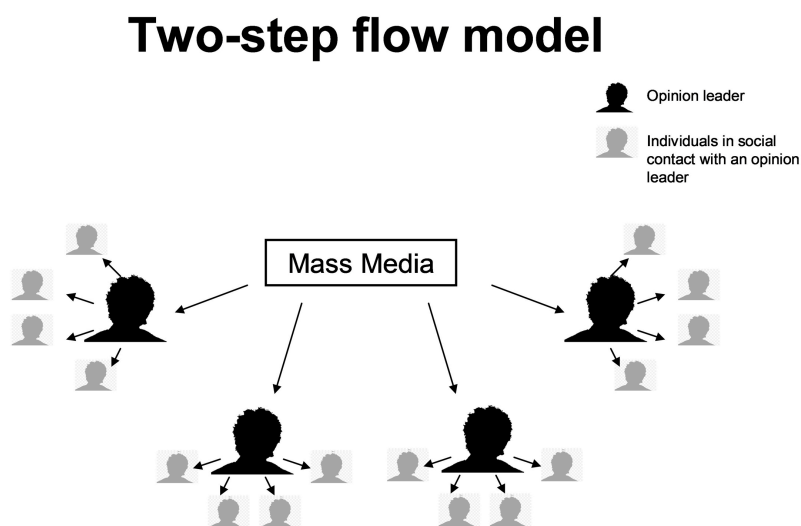 Two-step flow model
Opinion leader
Individuals in social
contact with an opinion
leader
Mass Media